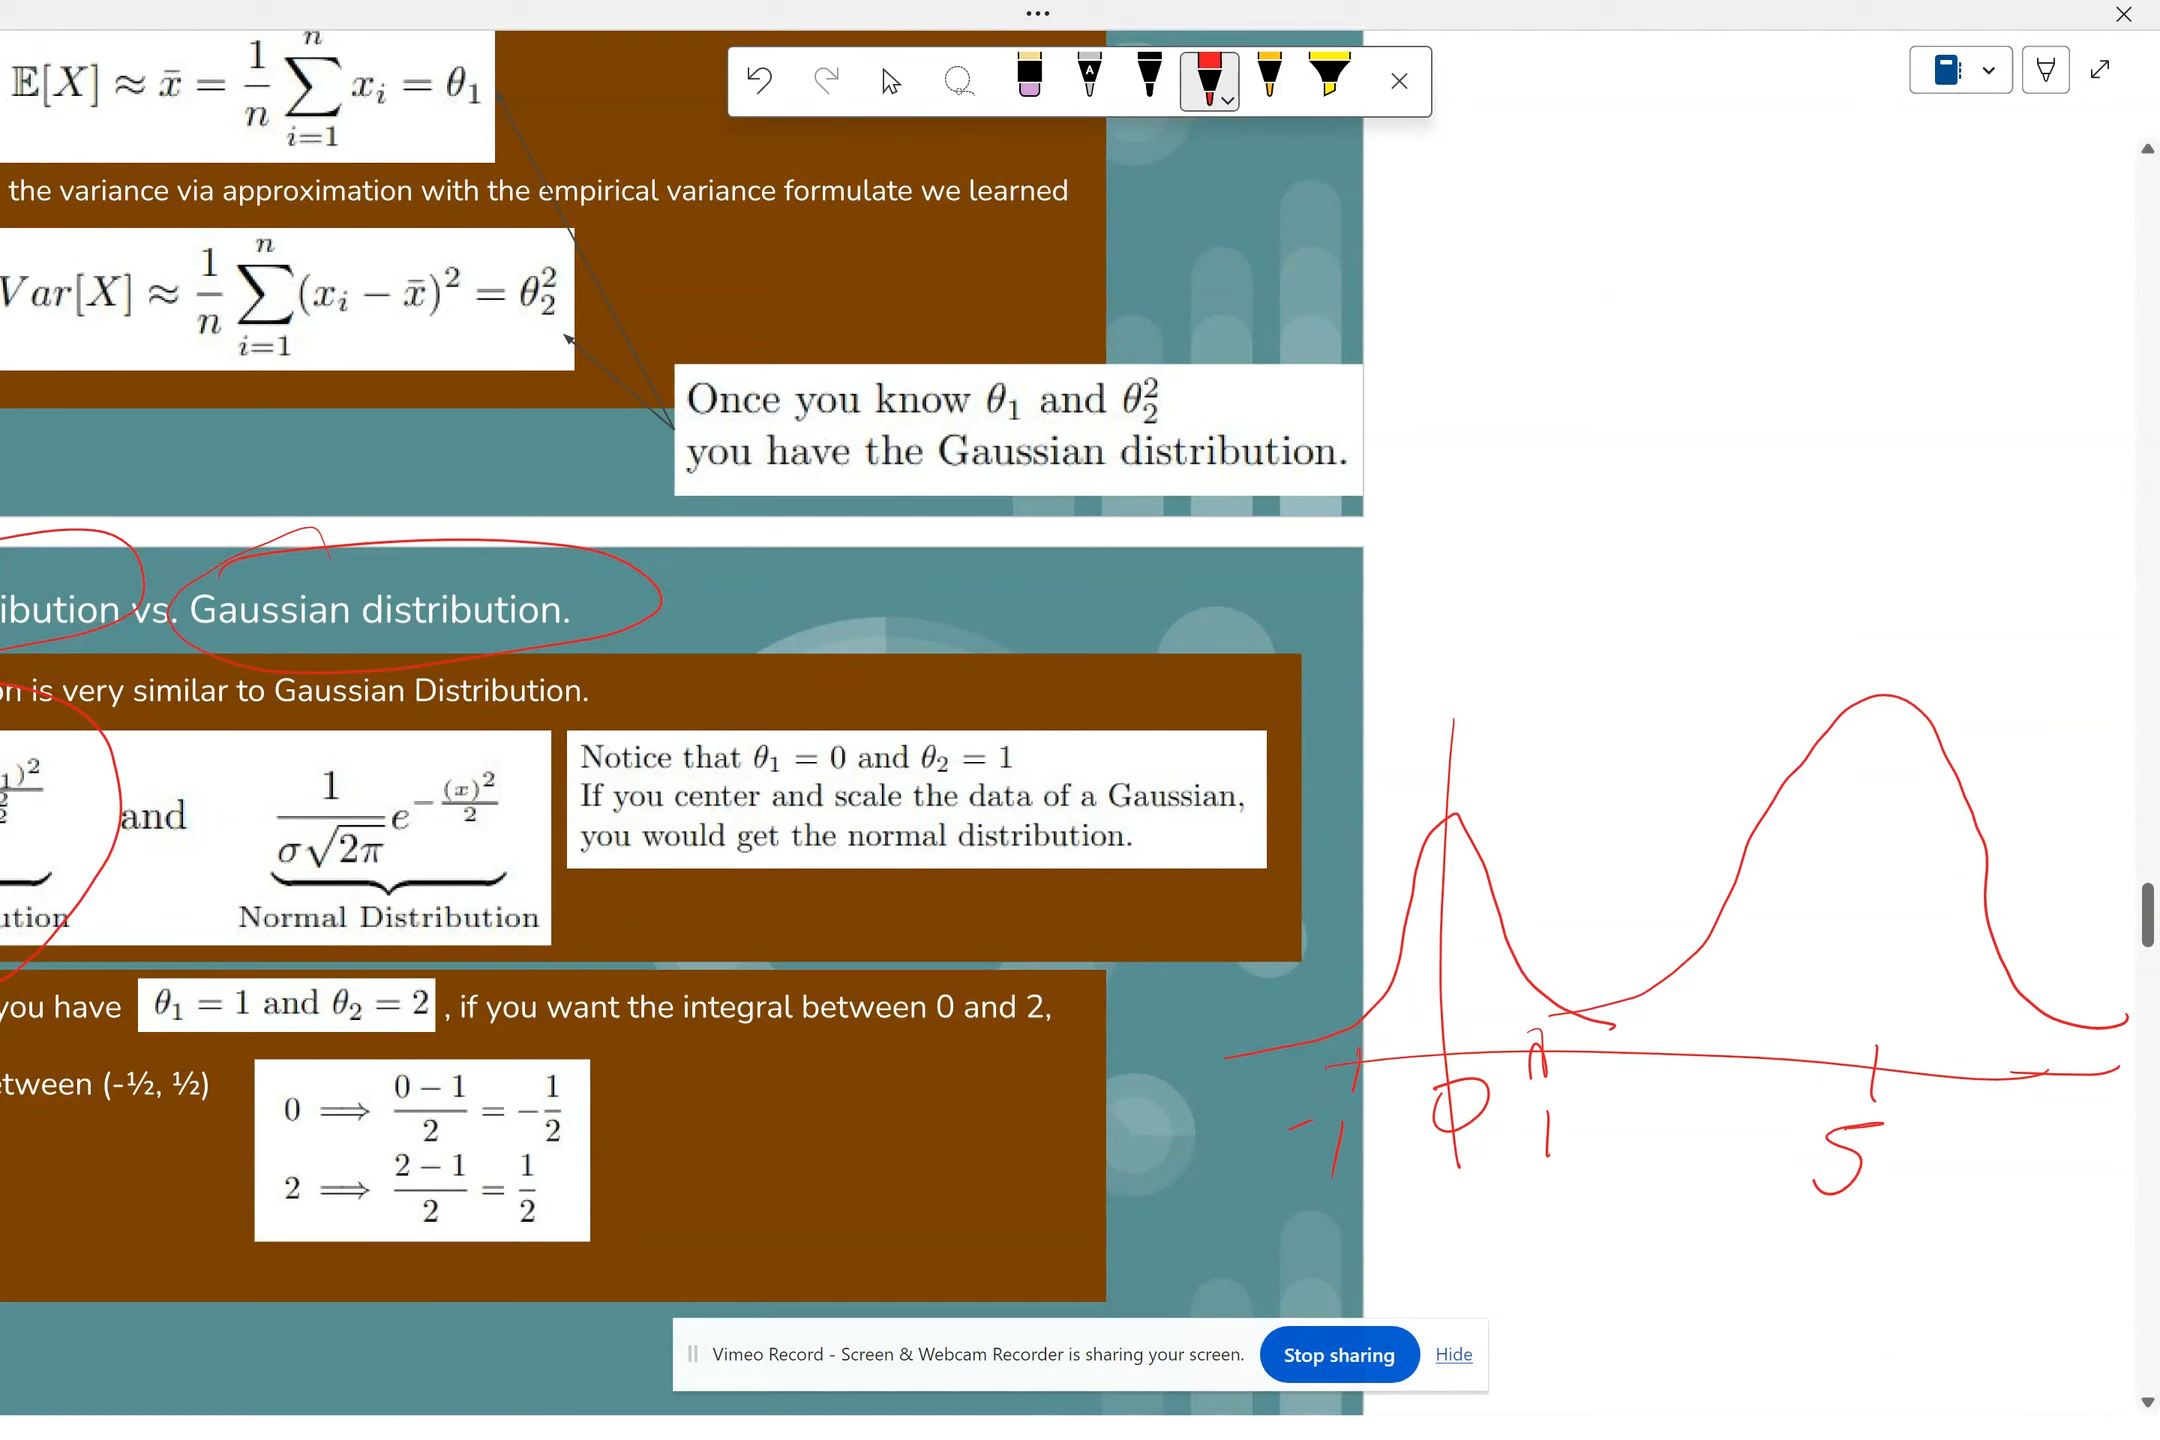 𝔼[X] ≈ x̄ = 1/n ∑_{i=1}^{n} x_i = θ_1
the variance via approximation with the empirical variance formulate we learned
Var[X] ≈ 1/n ∑_{i=1}^{n} (x_i − x̄)² = θ_2²
Once you know θ_1 and θ_2²
you have the Gaussian distribution.
ibution vs. Gaussian distribution.
n is very similar to Gaussian Distribution.
1)²
2
and
1/(σ√2π) e^{−(x)²/2}
ution
Normal Distribution
Notice that θ_1 = 0 and θ_2 = 1
If you center and scale the data of a Gaussian,
you would get the normal distribution.
you have θ_1 = 1 and θ_2 = 2 , if you want the integral between 0 and 2,
etween (-½, ½)
0 ⟹ (0 − 1)/2 = −1/2
2 ⟹ (2 − 1)/2 = 1/2
-1 0 1 5
Vimeo Record - Screen & Webcam Recorder is sharing your screen. Stop sharing Hide